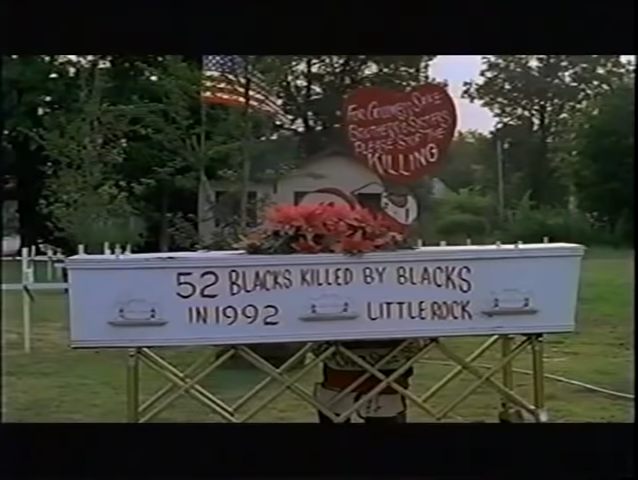 FOR GOODNESS SAKE
BROTHERS & SISTERS
PLEASE STOP THE
KILLING
52 BLACKS KILLED BY BLACKS
IN 1992 LITTLE ROCK